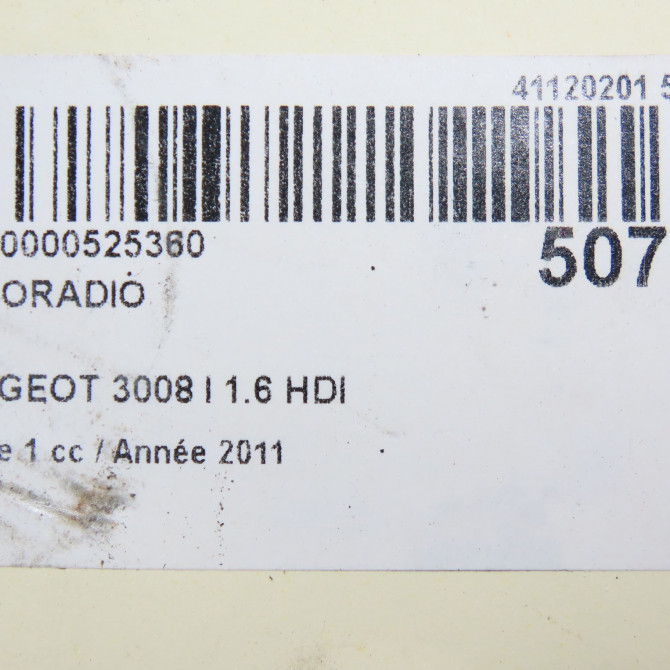 41120201 5
0000525360
507
ORADIO
GEOT 3008 I 1.6 HDI
e 1 cc / Année 2011